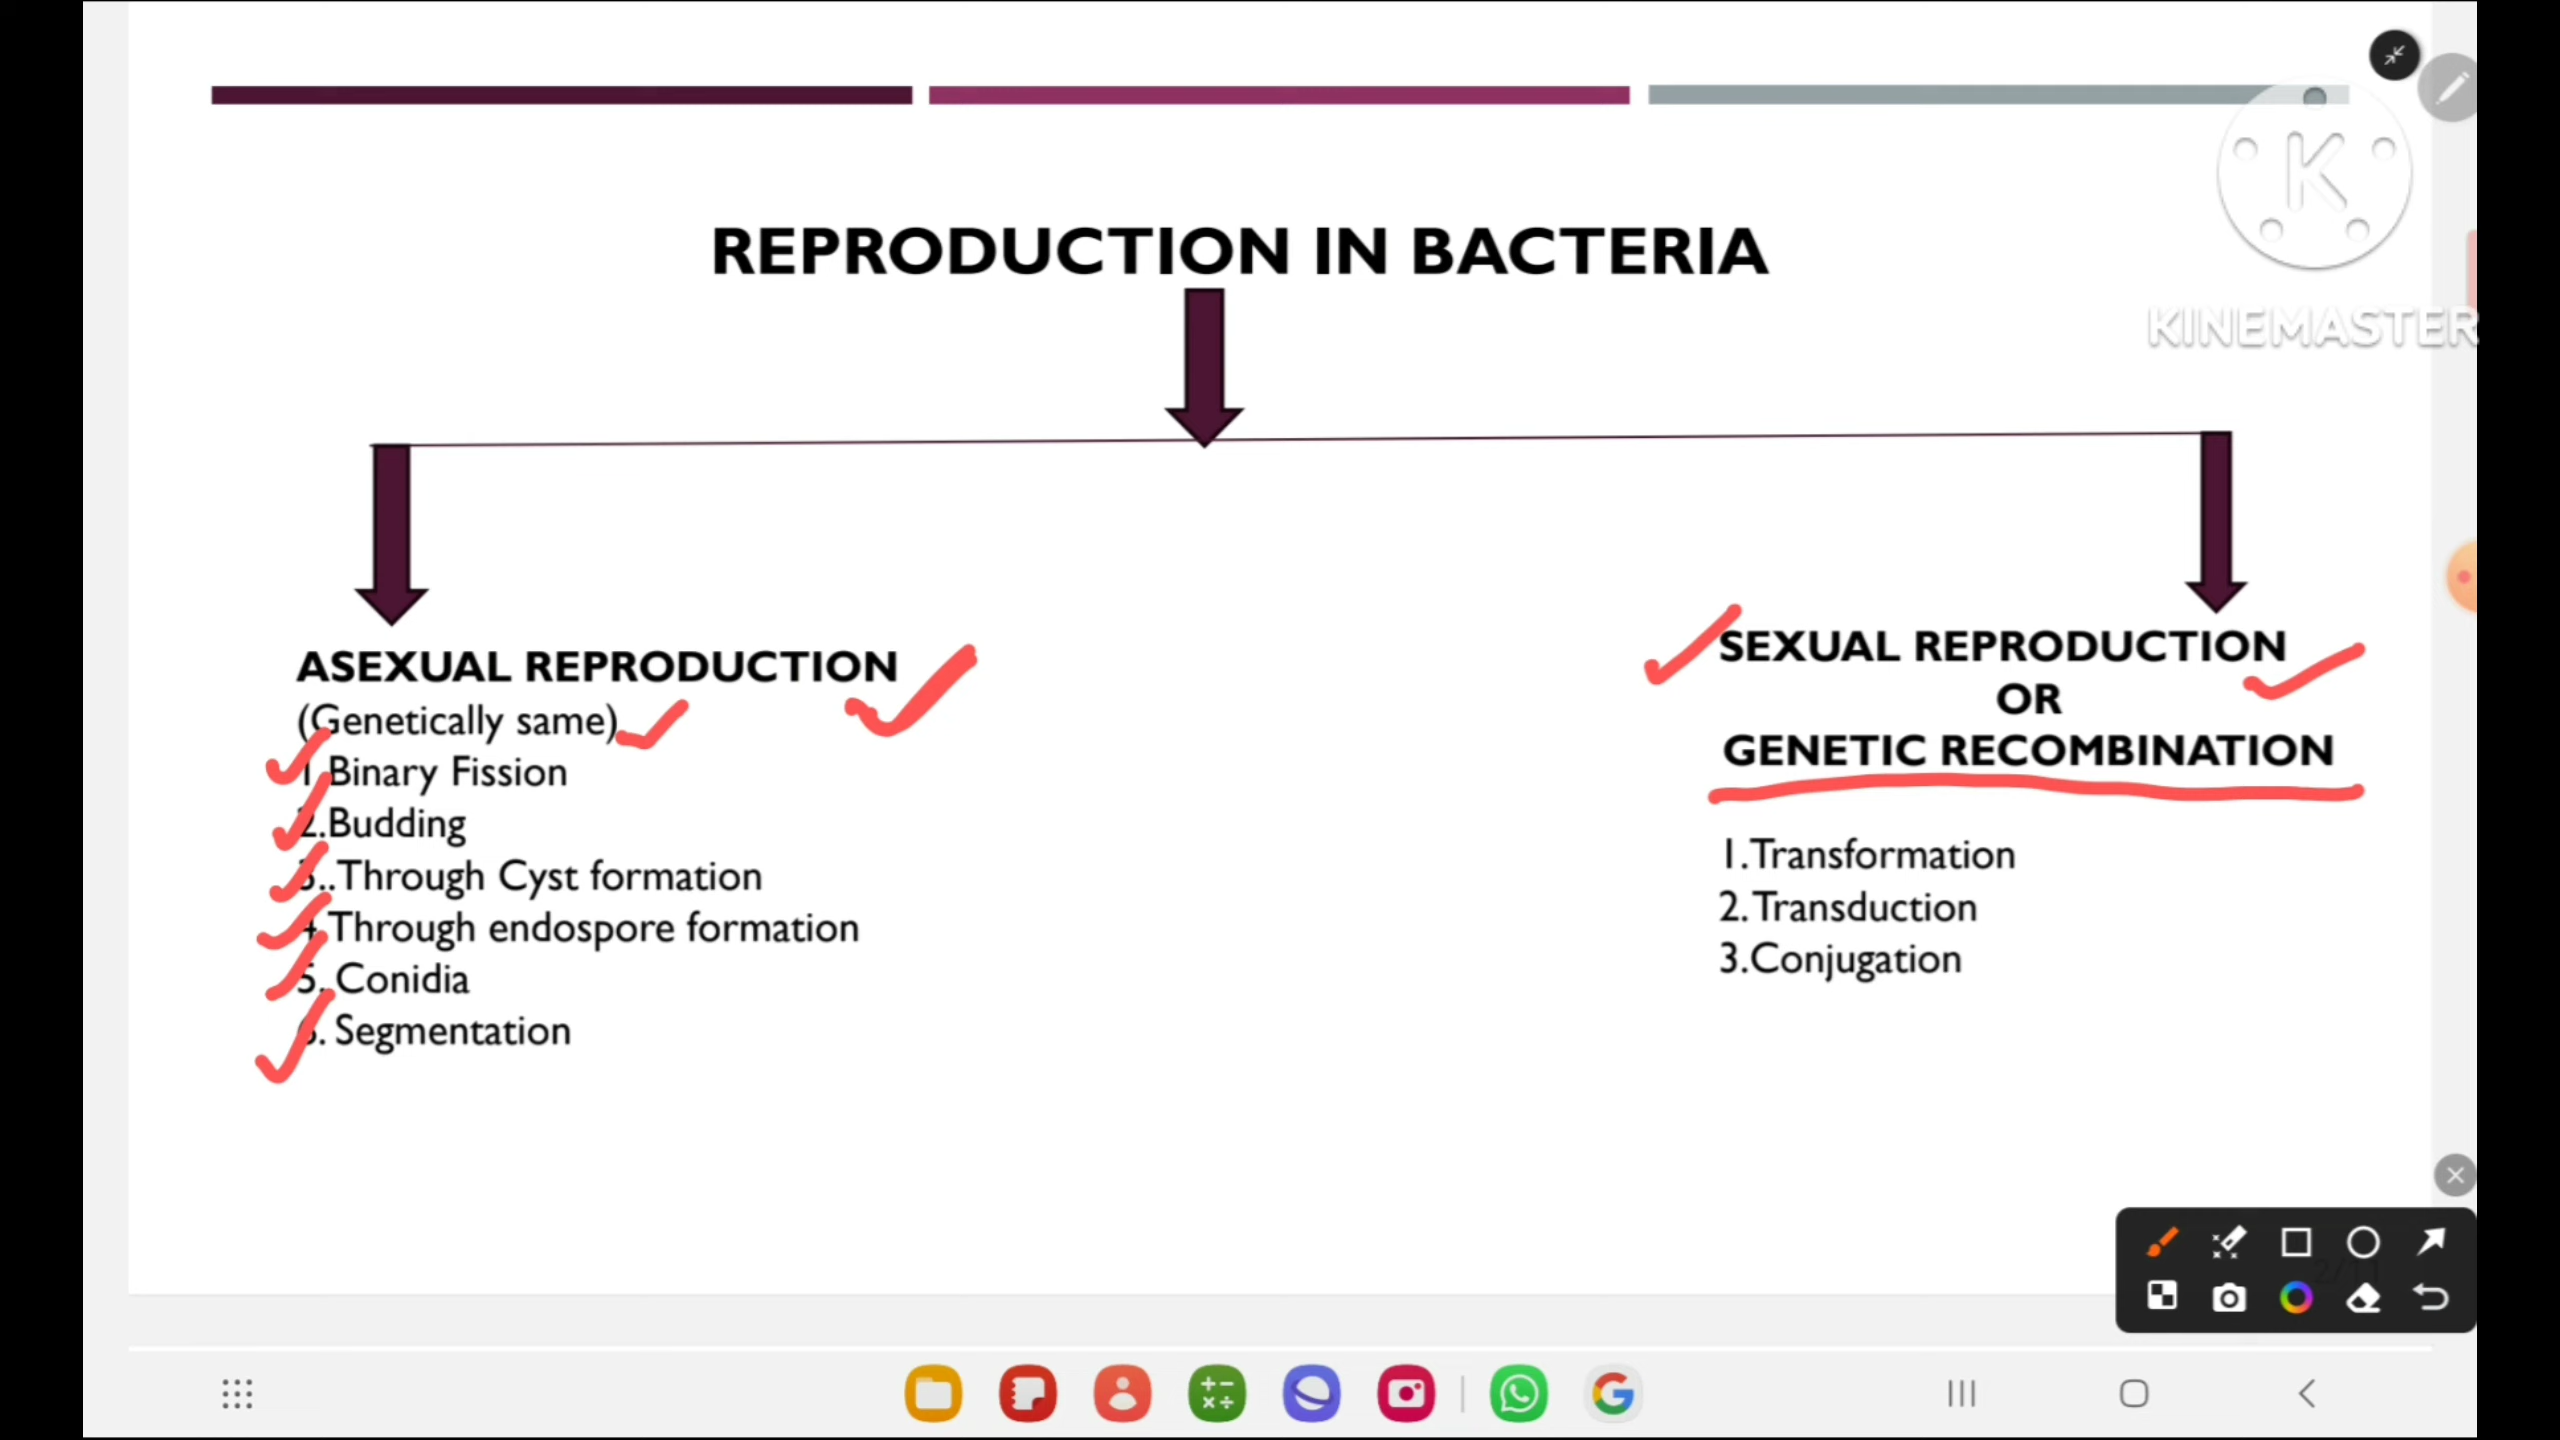 K
KINEMASTER
REPRODUCTION IN BACTERIA
ASEXUAL REPRODUCTION
(Genetically same)
1.Binary Fission
2.Budding
3..Through Cyst formation
4.Through endospore formation
5. Conidia
6. Segmentation
SEXUAL REPRODUCTION
OR
GENETIC RECOMBINATION
1.Transformation
2.Transduction
3.Conjugation